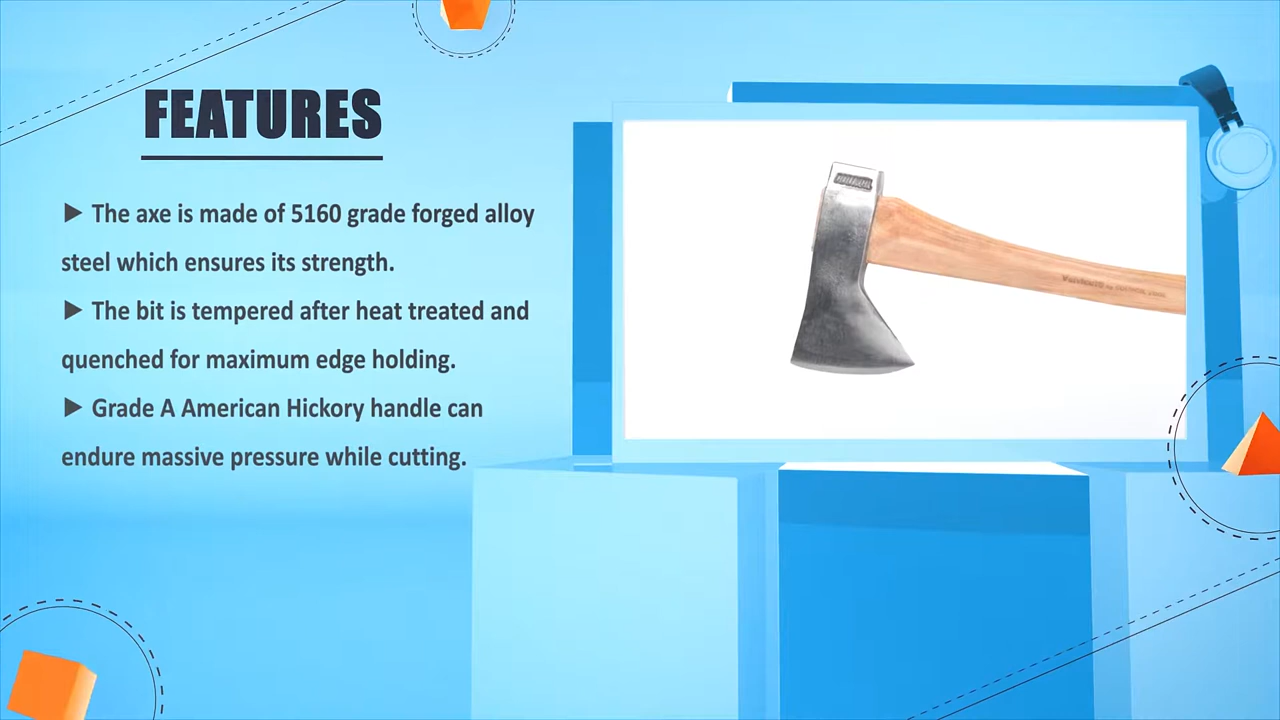 FEATURES
▶ The axe is made of 5160 grade forged alloy
steel which ensures its strength.
▶ The bit is tempered after heat treated and
quenched for maximum edge holding.
▶ Grade A American Hickory handle can
endure massive pressure while cutting.